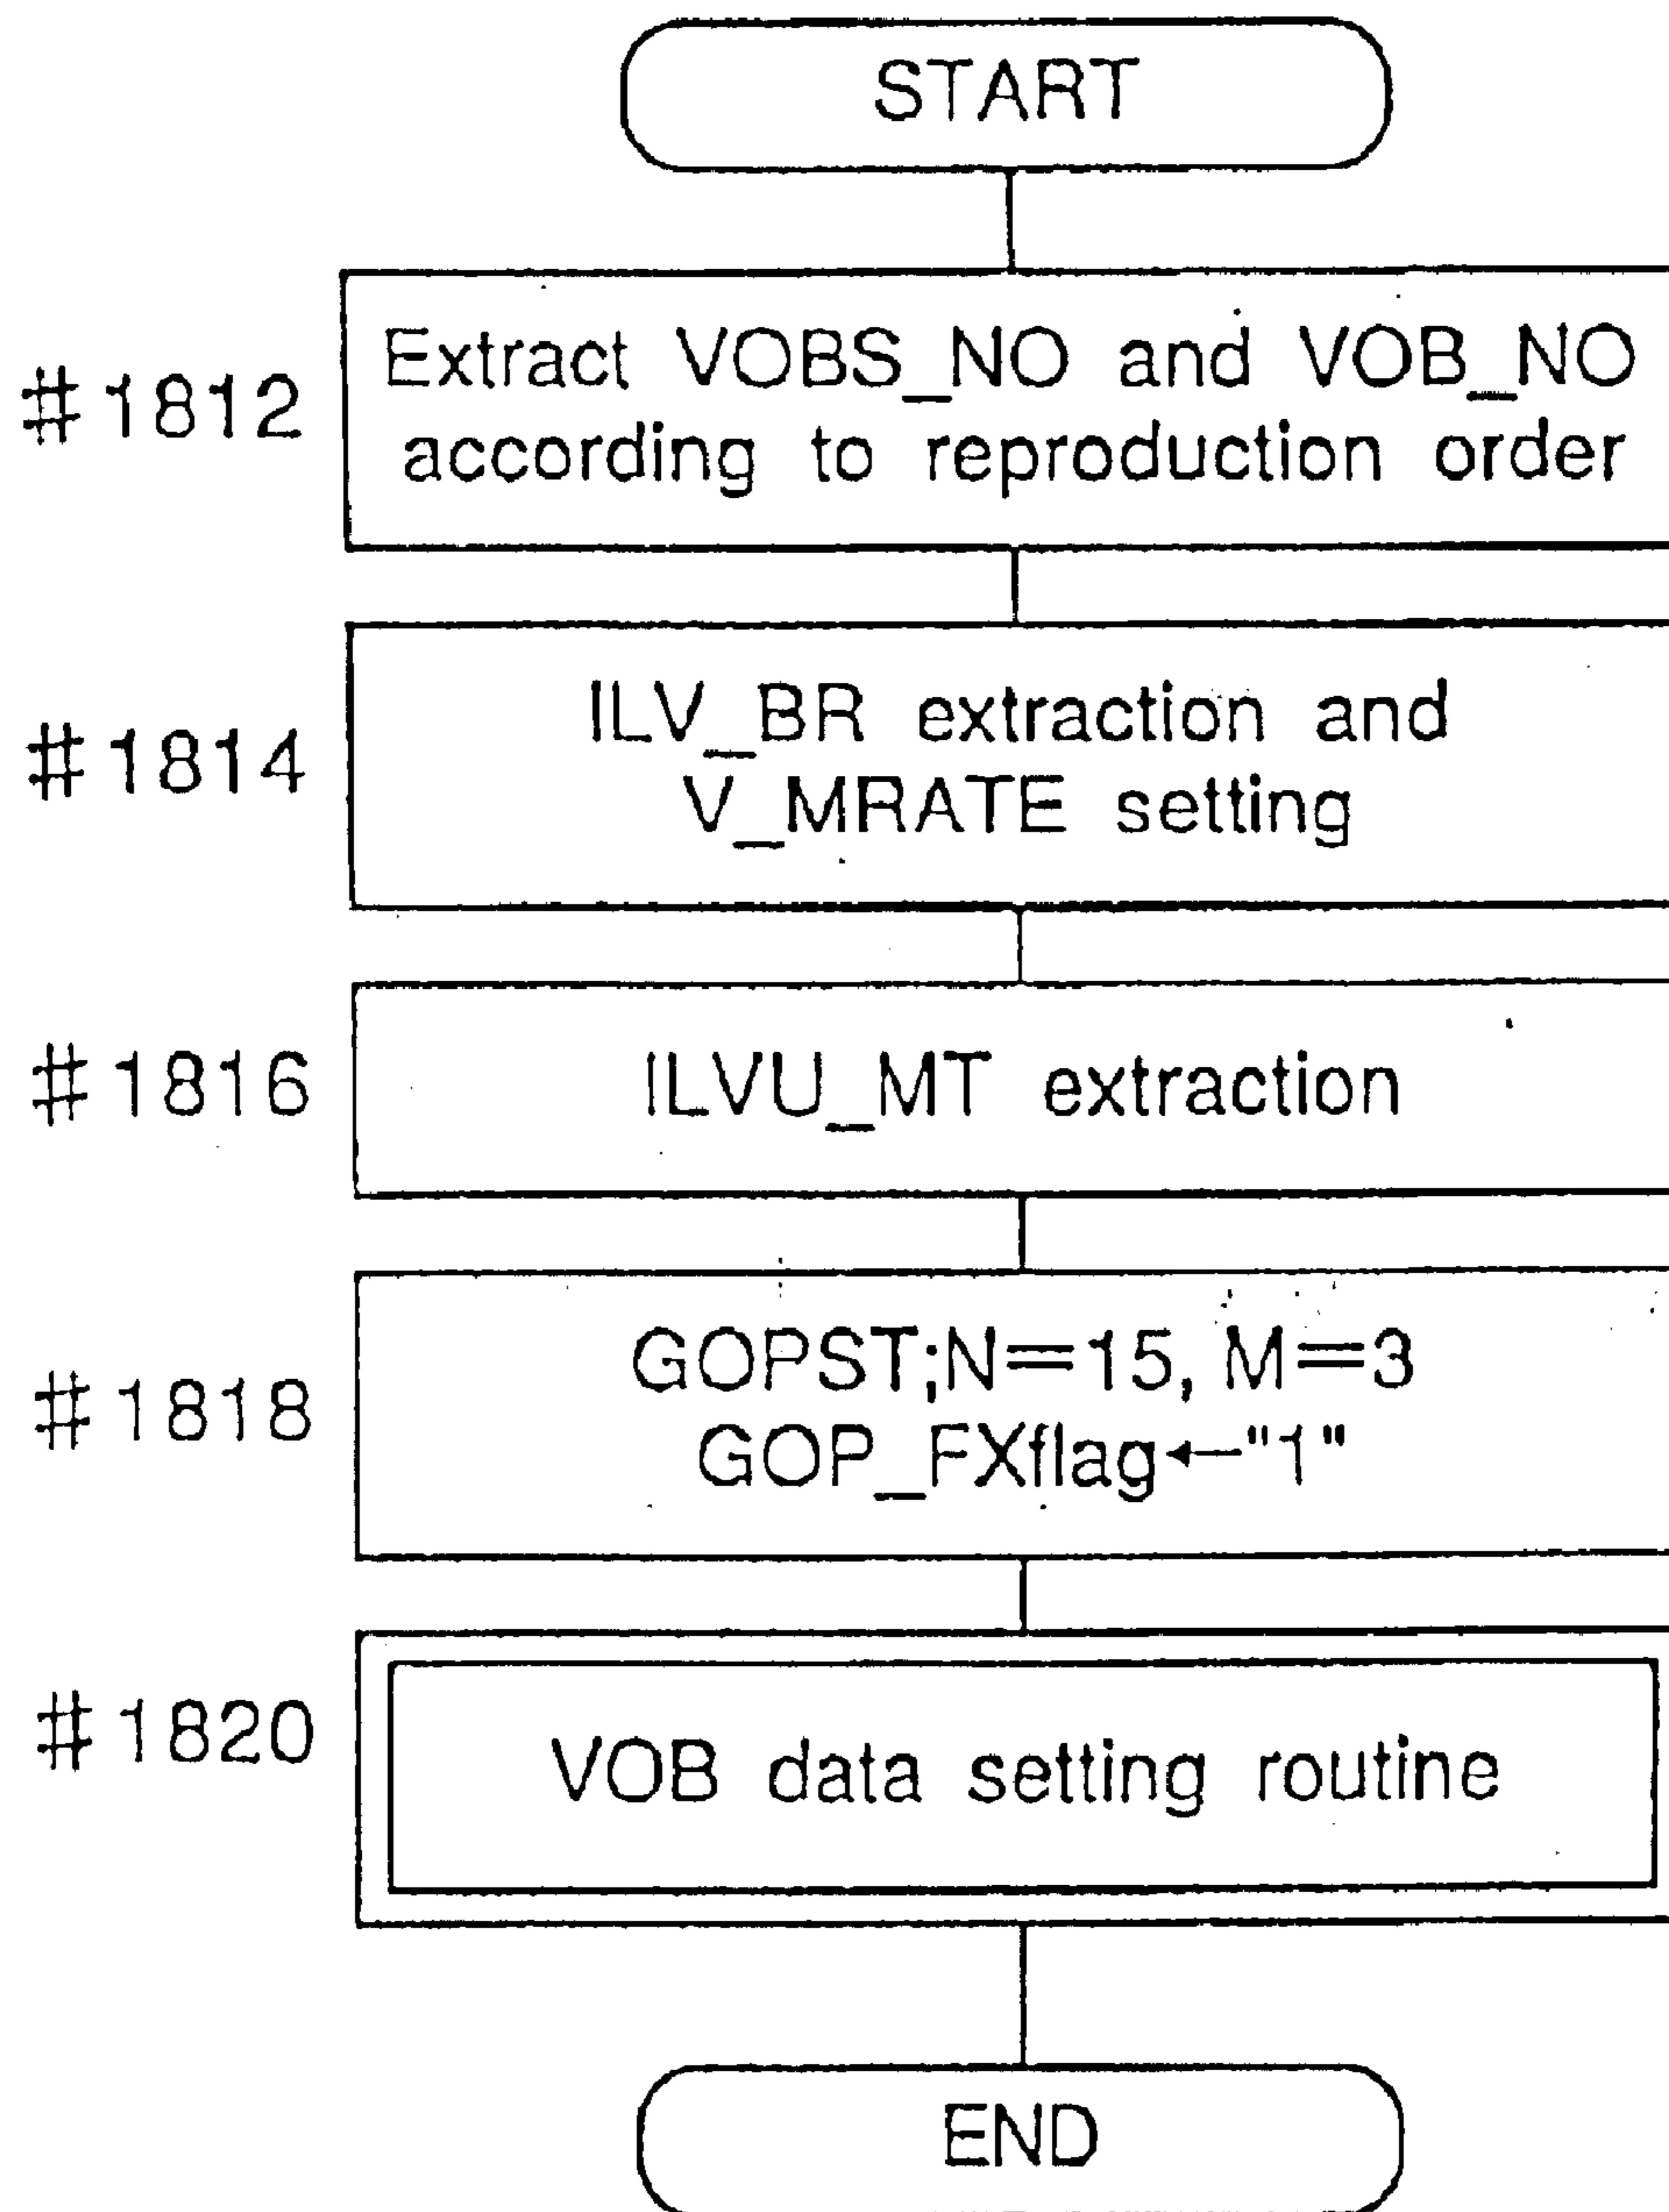 START
#1812
Extract VOBS_NO and VOB_NO
according to reproduction order
#1814
ILV_BR extraction and
V_MRATE setting
#1816
ILVU_MT extraction
#1818
GOPST;N=15, M=3
GOP_FXflag←"1"
#1820
VOB data setting routine
END